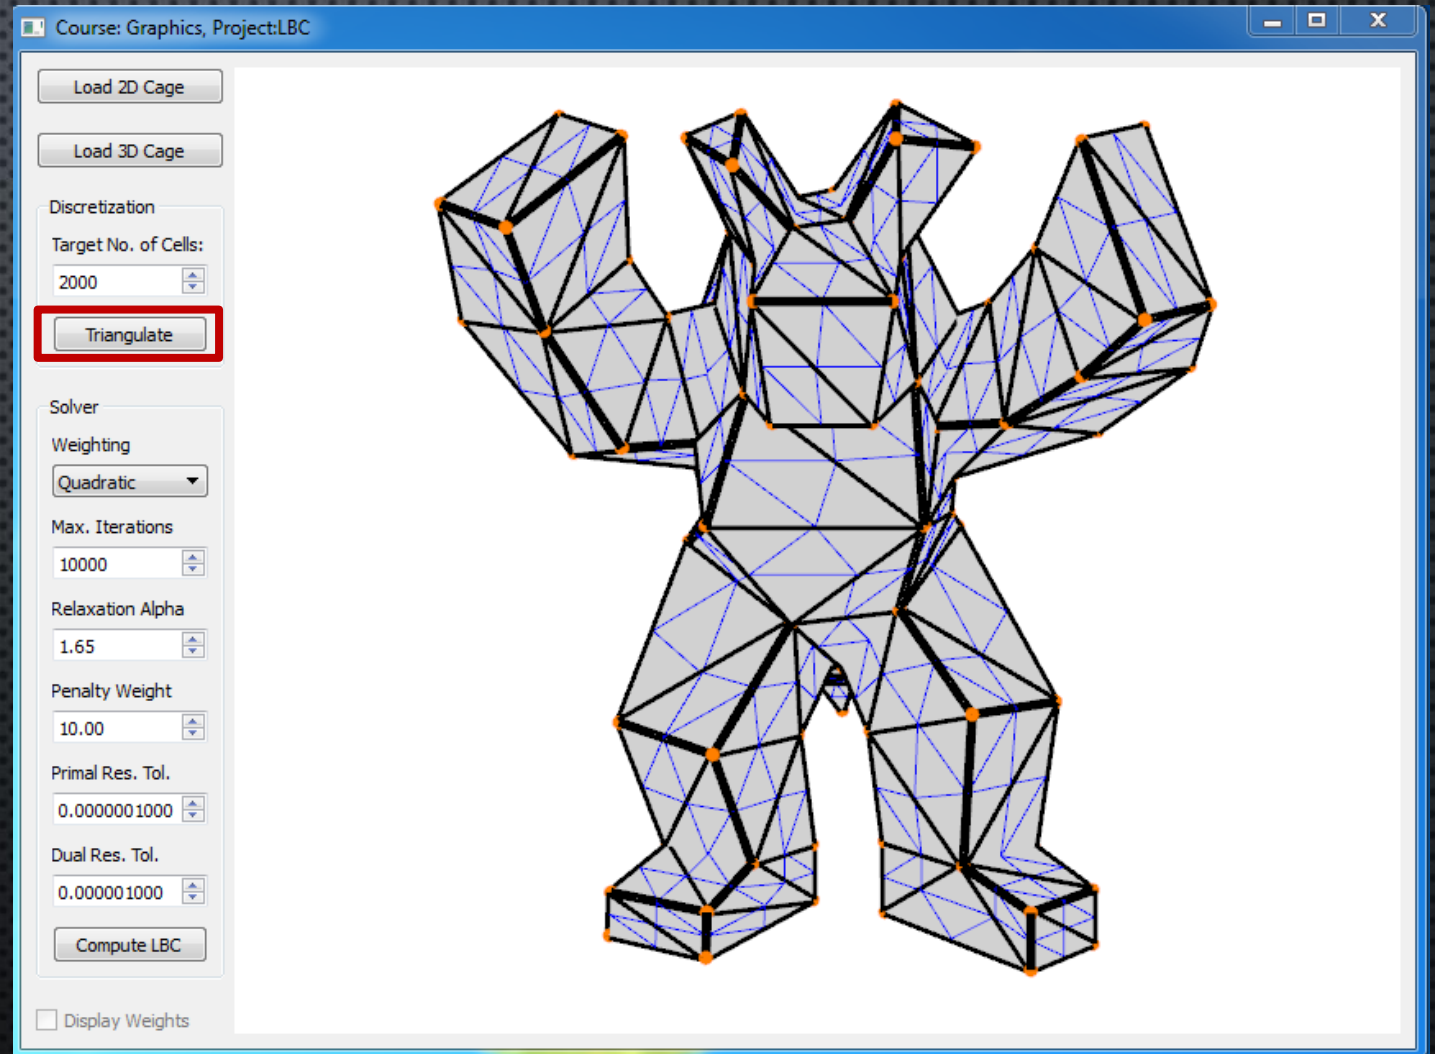 Course: Graphics, Project:LBC
Load 2D Cage
Load 3D Cage
Discretization
Target No. of Cells:
2000
Triangulate
Solver
Weighting
Quadratic
Max. Iterations
10000
Relaxation Alpha
1.65
Penalty Weight
10.00
Primal Res. Tol.
0.0000001000
Dual Res. Tol.
0.000001000
Compute LBC
Display Weights